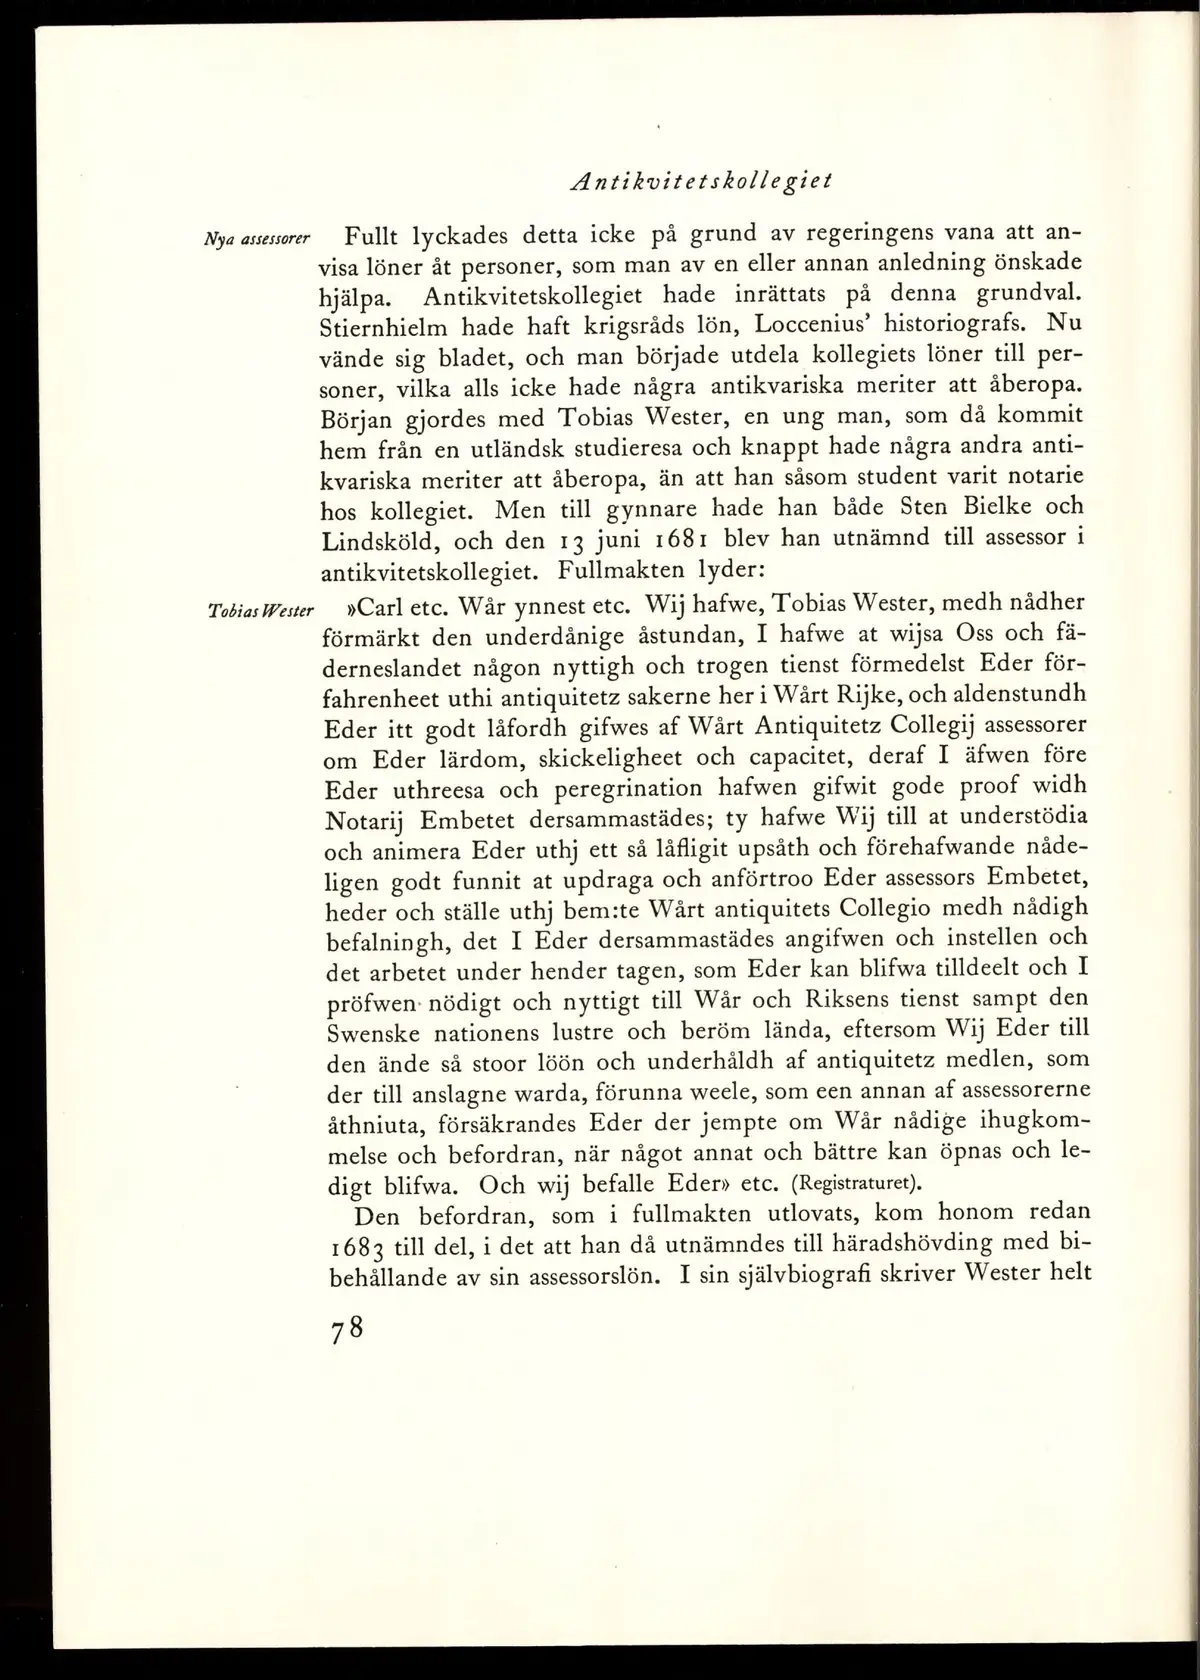 Antikvitetskollegiet
Nya assessorer Fullt lyckades detta icke på grund av regeringens vana att an-
visa löner åt personer, som man av en eller annan anledning önskade
hjälpa. Antikvitetskollegiet hade inrättats på denna grundval.
Stiernhielm hade haft krigsråds lön, Loccenius’ historiografs. Nu
vände sig bladet, och man började utdela kollegiets löner till per-
soner, vilka alls icke hade några antikvariska meriter att åberopa.
Början gjordes med Tobias Wester, en ung man, som då kommit
hem från en utländsk studieresa och knappt hade några andra anti-
kvariska meriter att åberopa, än att han såsom student varit notarie
hos kollegiet. Men till gynnare hade han både Sten Bielke och
Lindsköld, och den 13 juni 1681 blev han utnämnd till assessor i
antikvitetskollegiet. Fullmakten lyder:
Tobias Wester »Carl etc. Wår ynnest etc. Wij hafwe, Tobias Wester, medh nådher
förmärkt den underdånige åstundan, I hafwe at wijsa Oss och fä-
derneslandet någon nyttigh och trogen tienst förmedelst Eder för-
fahrenheet uthi antiquitetz sakerne her i Wårt Rijke, och aldenstundh
Eder itt godt låfordh gifwes af Wårt Antiquitetz Collegij assessorer
om Eder lärdom, skickeligheet och capacitet, deraf I äfwen före
Eder uthreesa och peregrination hafwen gifwit gode proof widh
Notarij Embetet dersammastädes; ty hafwe Wij till at understödia
och animera Eder uthj ett så låfligit upsåth och förehafwande nåde-
ligen godt funnit at updraga och anförtroo Eder assessors Embetet,
heder och ställe uthj bem:te Wårt antiquitets Collegio medh nådigh
befalningh, det I Eder dersammastädes angifwen och instellen och
det arbetet under hender tagen, som Eder kan blifwa tilldeelt och I
pröfwen nödigt och nyttigt till Wår och Riksens tienst sampt den
Swenske nationens lustre och beröm lända, eftersom Wij Eder till
den ände så stoor löön och underhåldh af antiquitetz medlen, som
der till anslagne warda, förunna weele, som een annan af assessorerne
åthniuta, försäkrandes Eder der jempte om Wår nådige ihugkom-
melse och befordran, när något annat och bättre kan öpnas och le-
digt blifwa. Och wij befalle Eder» etc. (Registraturet).
Den befordran, som i fullmakten utlovats, kom honom redan
1683 till del, i det att han då utnämndes till häradshövding med bi-
behållande av sin assessorslön. I sin självbiografi skriver Wester helt
78